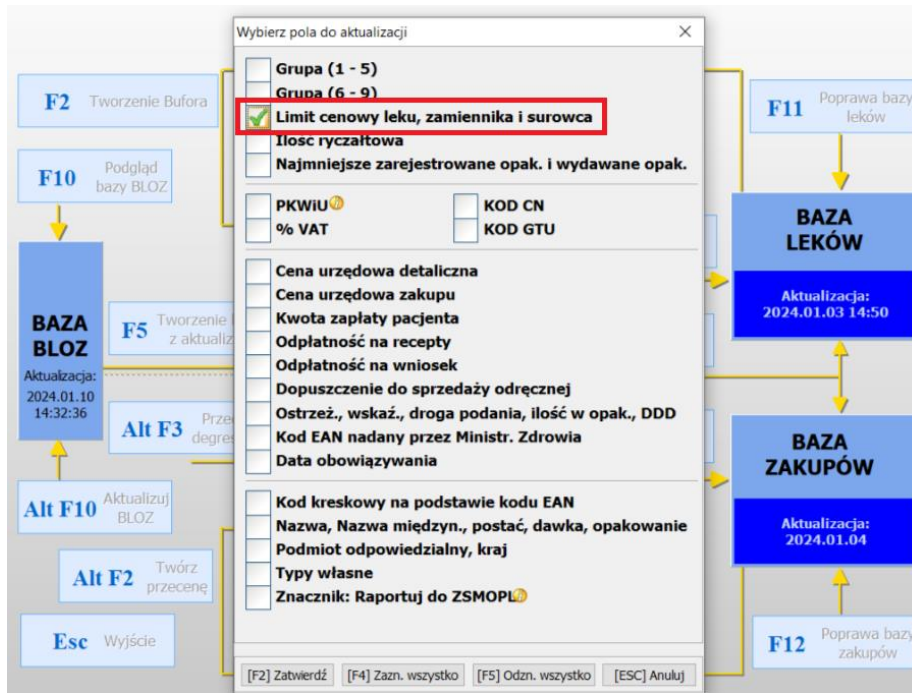 Wybierz pola do aktualizacji
Grupa (1 - 5)
Grupa (6 - 9)
Limit cenowy leku, zamiennika i surowca
Ilość ryczałtowa
Najmniejsze zarejestrowane opak. i wydawane opak.
PKWiU
KOD CN
% VAT
KOD GTU
Cena urzędowa detaliczna
Cena urzędowa zakupu
Kwota zapłaty pacjenta
Odpłatność na recepty
Odpłatność na wniosek
Dopuszczenie do sprzedaży odręcznej
Ostrzeż., wskaź., droga podania, ilość w opak., DDD
Kod EAN nadany przez Ministr. Zdrowia
Data obowiązywania
Kod kreskowy na podstawie kodu EAN
Nazwa, Nazwa międzyn., postać, dawka, opakowanie
Podmiot odpowiedzialny, kraj
Typy własne
Znacznik: Raportuj do ZSMOPL
[F2] Zatwierdź [F4] Zazn. wszystko [F5] Odzn. wszystko [ESC] Anuluj
F2 Tworzenie Bufora
F10 Podgląd
bazy BLOZ
BAZA
BLOZ
Aktualizacja:
2024.01.10
14:32:36
F5 Tworzenie
z aktualiz
Alt F3 Prze
degre
Alt F10 Aktualizuj
BLOZ
Alt F2 Twórz
przecenę
Esc Wyjście
F11 Poprawa bazy
leków
BAZA
LEKÓW
Aktualizacja:
2024.01.03 14:50
BAZA
ZAKUPÓW
Aktualizacja:
2024.01.04
F12 Poprawa bazy
zakupów